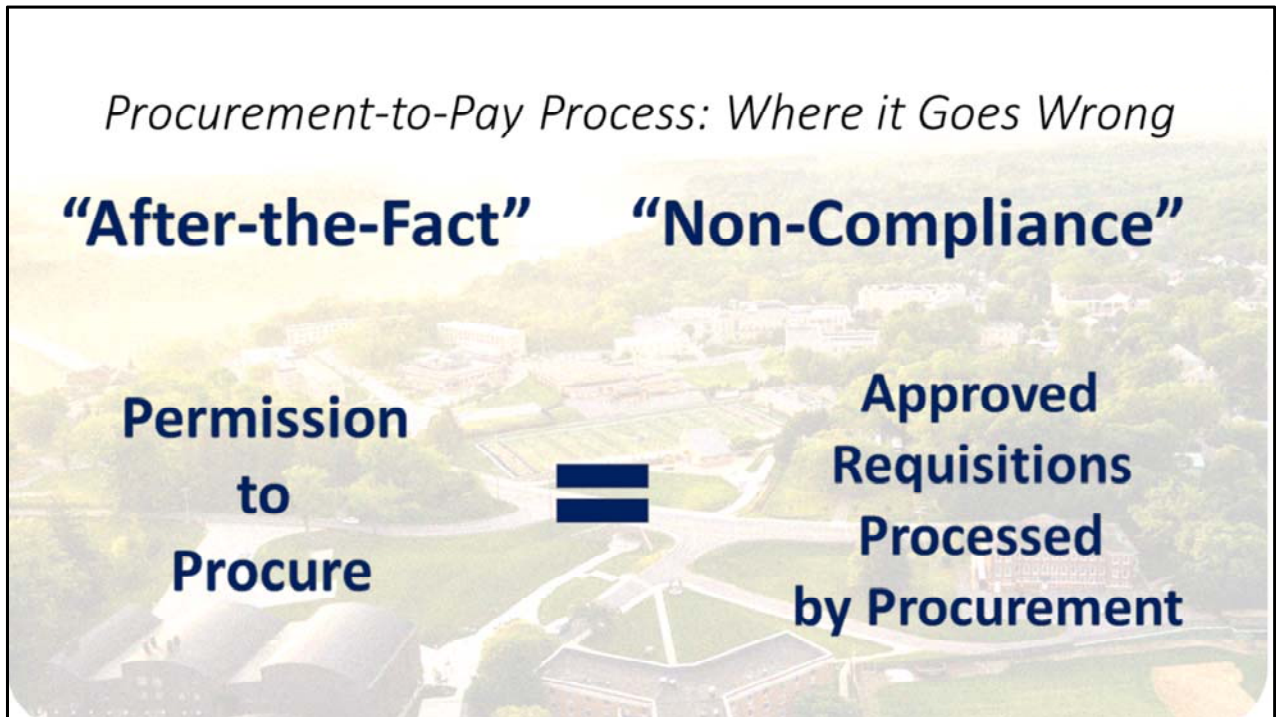 Procurement-to-Pay Process: Where it Goes Wrong
“After-the-Fact” “Non-Compliance”
Permission
to
Procure
=
Approved
Requisitions
Processed
by Procurement